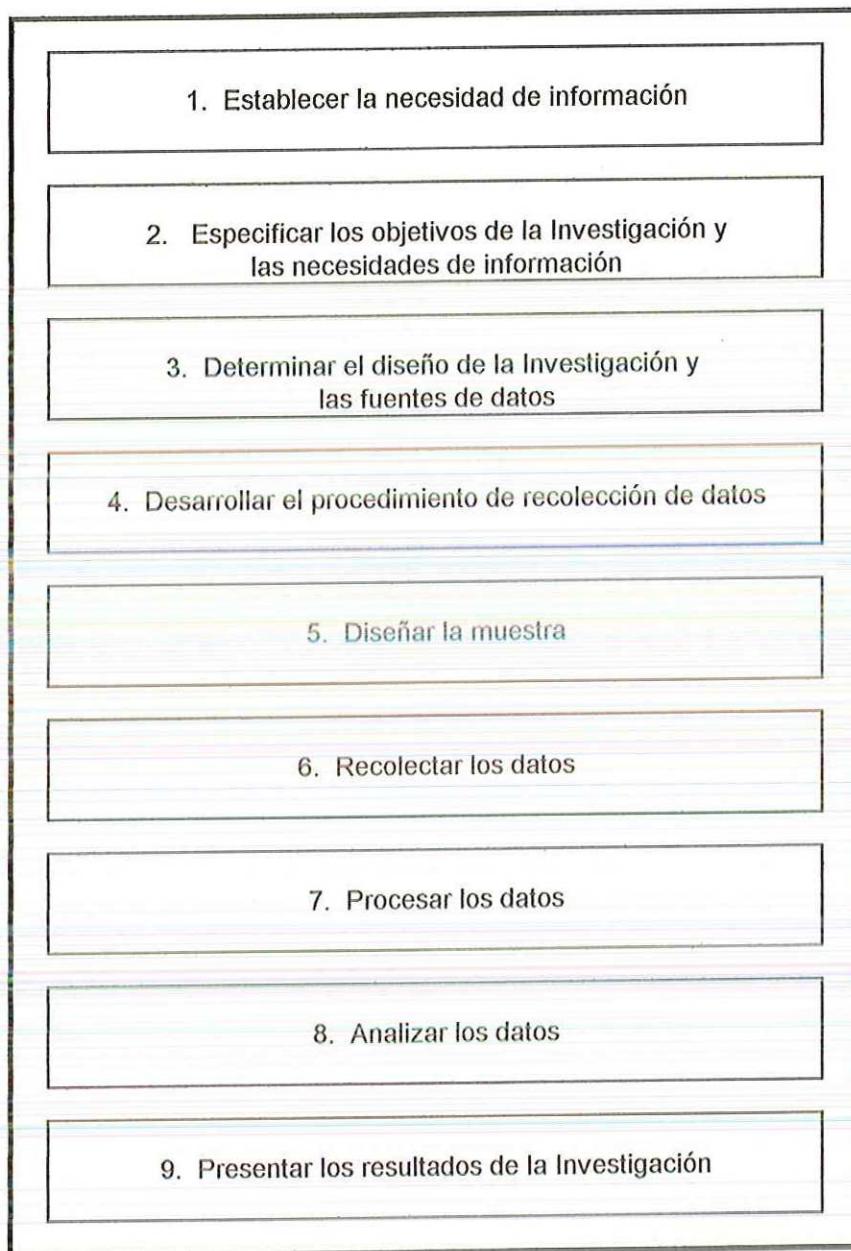 1. Establecer la necesidad de información
2. Especificar los objetivos de la Investigación y
las necesidades de información
3. Determinar el diseño de la Investigación y
las fuentes de datos
4. Desarrollar el procedimiento de recolección de datos
5. Diseñar la muestra
6. Recolectar los datos
7. Procesar los datos
8. Analizar los datos
9. Presentar los resultados de la Investigación